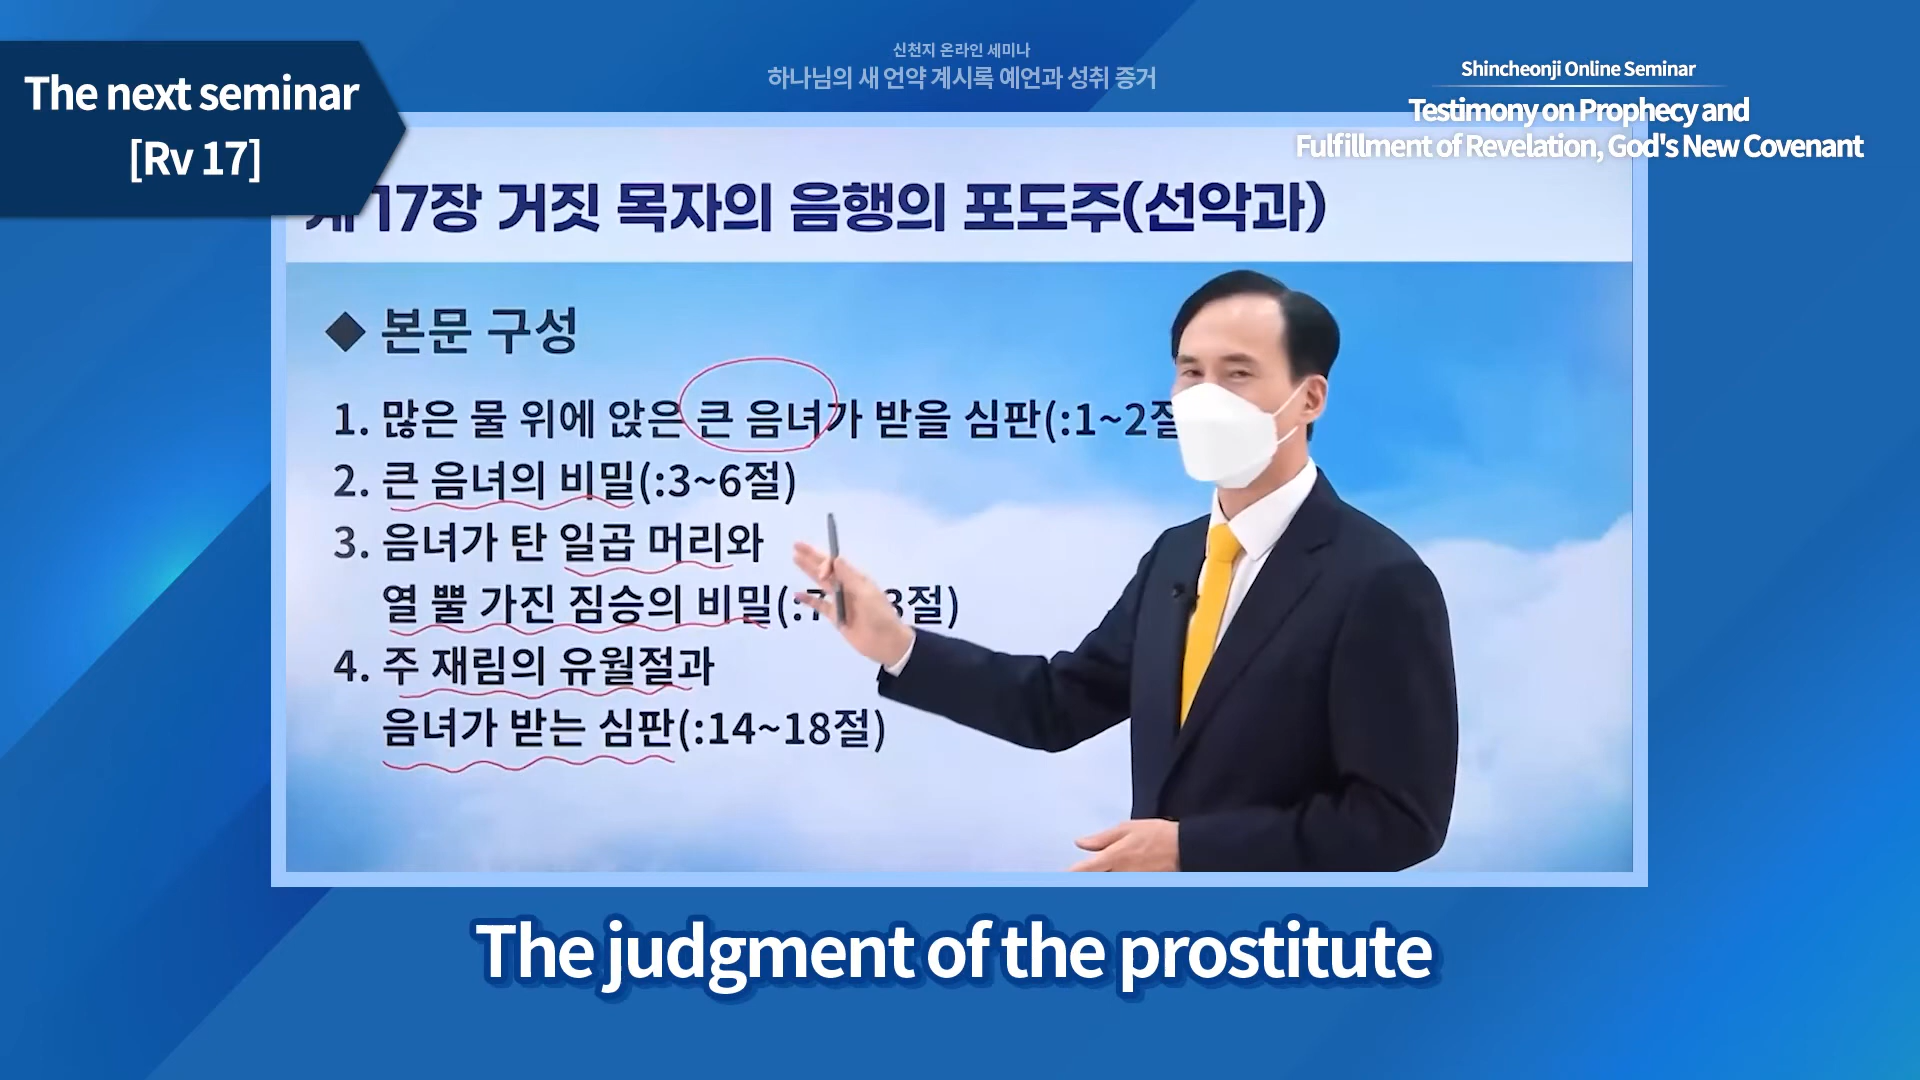 The next seminar
[Rv 17]
신천지 온라인 세미나
하나님의 새 언약 계시록 예언과 성취 증거
Shincheonji Online Seminar
Testimony on Prophecy and
Fulfillment of Revelation, God's New Covenant
17장 거짓 목자의 음행의 포도주(선악과)
◆ 본문 구성
1. 많은 물 위에 앉은 큰 음녀가 받을 심판(:1~2절
2. 큰 음녀의 비밀(:3~6절)
3. 음녀가 탄 일곱 머리와
열 뿔 가진 짐승의 비밀
4. 주 재림의 유월절과
음녀가 받는 심판(:14~18절)
The judgment of the prostitute